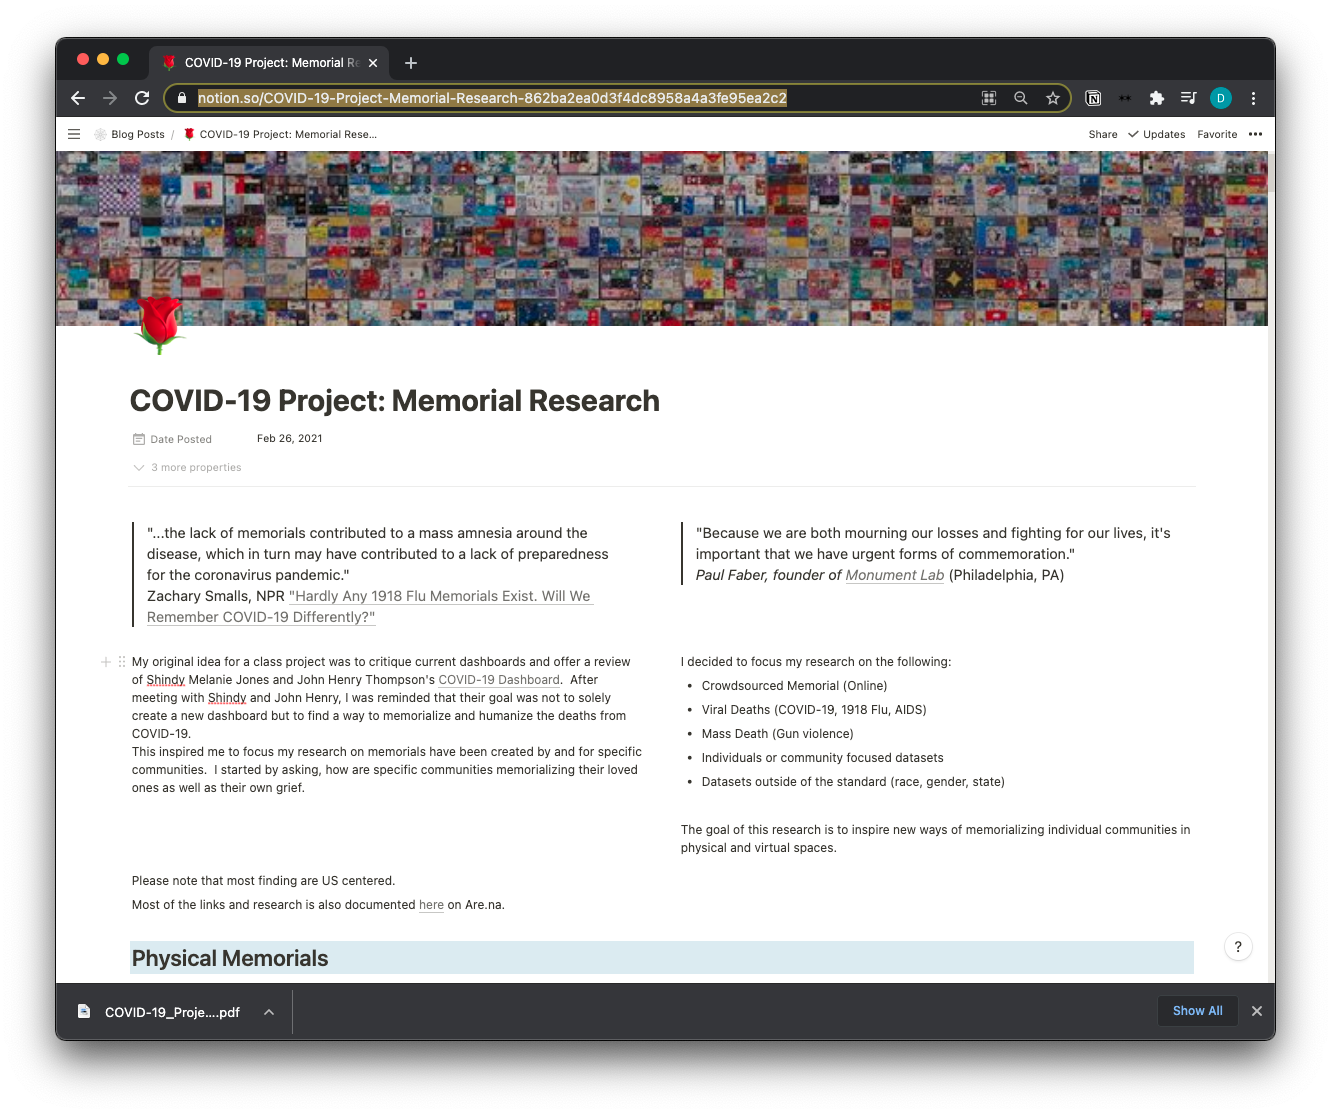 COVID-19 Project: Memorial Re
notion.so/COVID-19-Project-Memorial-Research-862ba2ea0d3f4dc8958a4a3fe95ea2c2
D
Blog Posts / COVID-19 Project: Memorial Rese...
Share Updates Favorite •••
COVID-19 Project: Memorial Research
Date Posted Feb 26, 2021
3 more properties
"...the lack of memorials contributed to a mass amnesia around the
disease, which in turn may have contributed to a lack of preparedness
for the coronavirus pandemic."
Zachary Smalls, NPR "Hardly Any 1918 Flu Memorials Exist. Will We
Remember COVID-19 Differently?"
"Because we are both mourning our losses and fighting for our lives, it's
important that we have urgent forms of commemoration."
Paul Faber, founder of Monument Lab (Philadelphia, PA)
My original idea for a class project was to critique current dashboards and offer a review
of Shindy Melanie Jones and John Henry Thompson's COVID-19 Dashboard.  After
meeting with Shindy and John Henry, I was reminded that their goal was not to solely
create a new dashboard but to find a way to memorialize and humanize the deaths from
COVID-19.
This inspired me to focus my research on memorials have been created by and for specific
communities.  I started by asking, how are specific communities memorializing their loved
ones as well as their own grief.
I decided to focus my research on the following:
• Crowdsourced Memorial (Online)
• Viral Deaths (COVID-19, 1918 Flu, AIDS)
• Mass Death (Gun violence)
• Individuals or community focused datasets
• Datasets outside of the standard (race, gender, state)
The goal of this research is to inspire new ways of memorializing individual communities in
physical and virtual spaces.
Please note that most finding are US centered.
Most of the links and research is also documented here on Are.na.
Physical Memorials
?
COVID-19_Proje....pdf
Show All